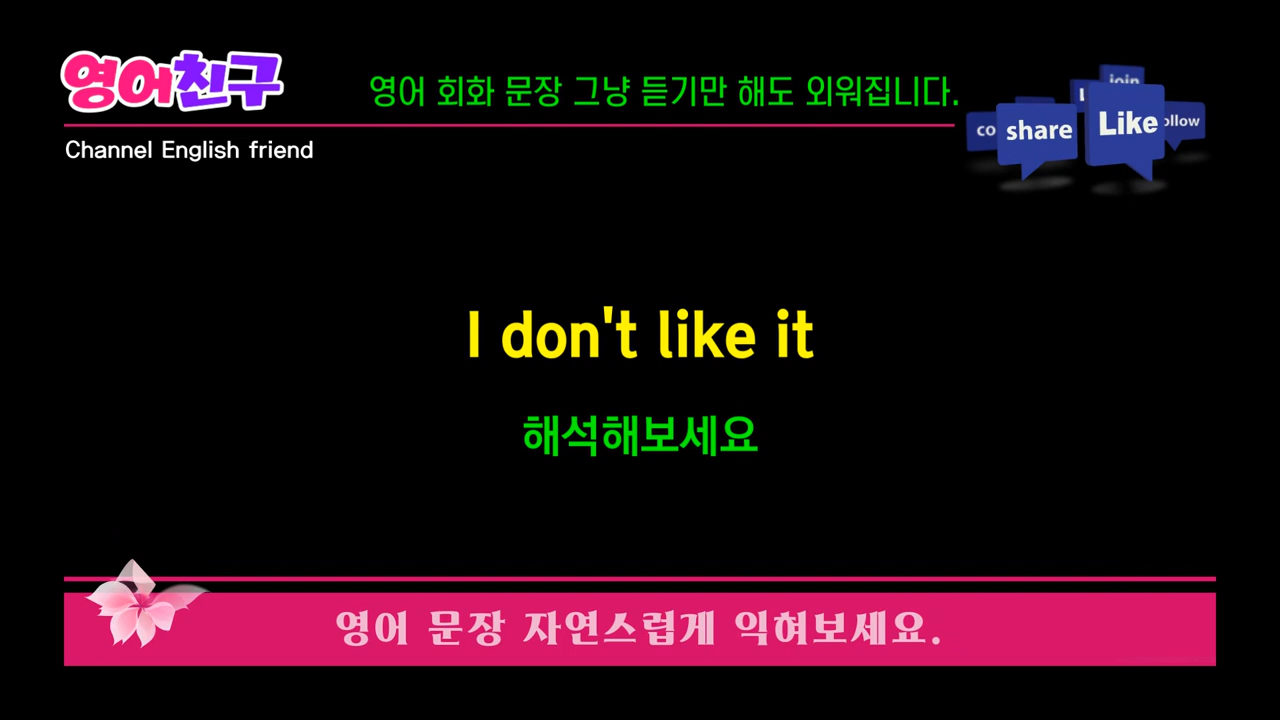 영어친구
영어 회화 문장 그냥 듣기만 해도 외워집니다.
Channel English friend
join
share
Like
I don't like it
해석해보세요
영어 문장 자연스럽게 익혀보세요.